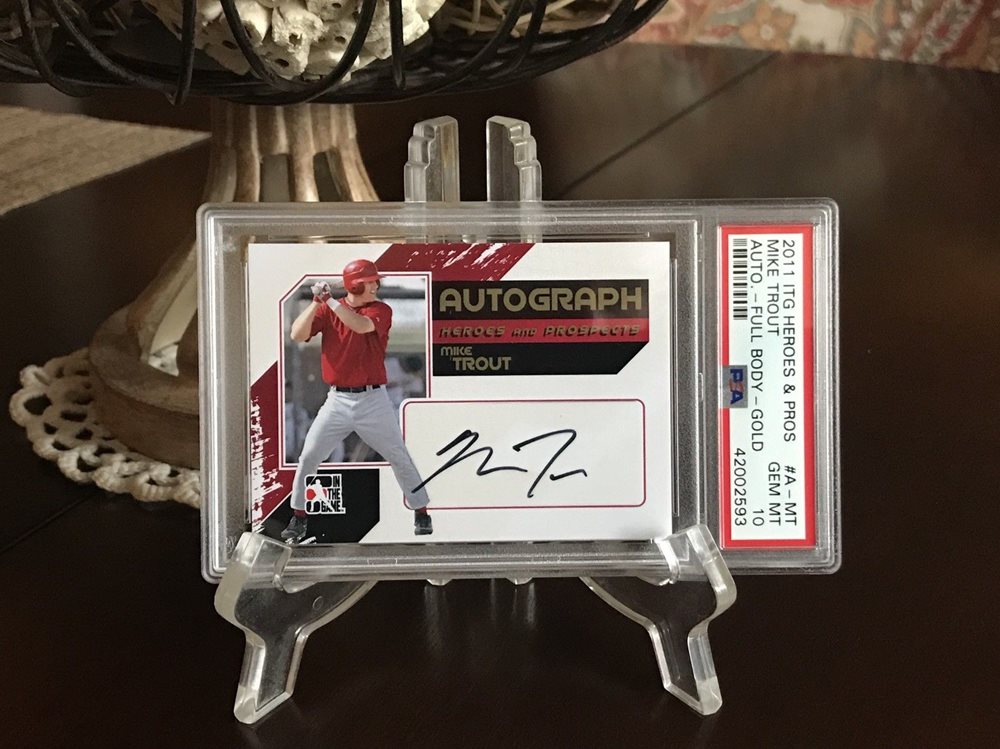 AUTOGRAPH
HEROES AND PROSPECTS
MIKE
TROUT
IN
THE
GAME
2011 ITG HEROES & PROS #A-MT
MIKE TROUT GEM MT
AUTO.-FULL BODY-GOLD 10
42002593
PSA